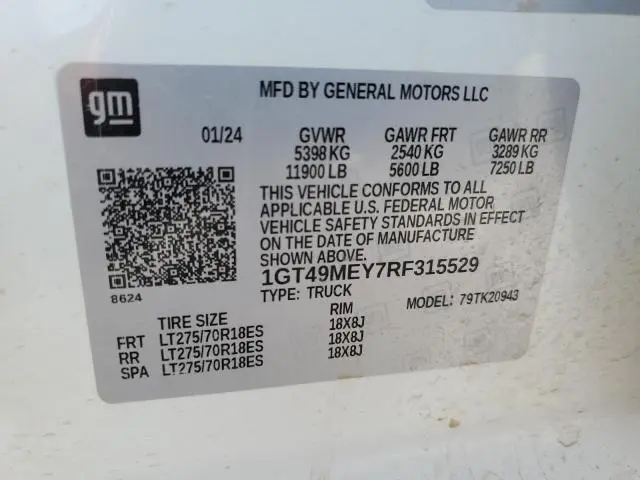 gm
MFD BY GENERAL MOTORS LLC
01/24 GVWR GAWR FRT GAWR RR
5398 KG 2540 KG 3289 KG
11900 LB 5600 LB 7250 LB
THIS VEHICLE CONFORMS TO ALL
APPLICABLE U.S. FEDERAL MOTOR
VEHICLE SAFETY STANDARDS IN EFFECT
ON THE DATE OF MANUFACTURE
SHOWN ABOVE.
1GT49MEY7RF315529
8624
TYPE: TRUCK MODEL: 79TK20943
TIRE SIZE RIM
FRT LT275/70R18ES 18X8J
RR LT275/70R18ES 18X8J
SPA LT275/70R18ES 18X8J